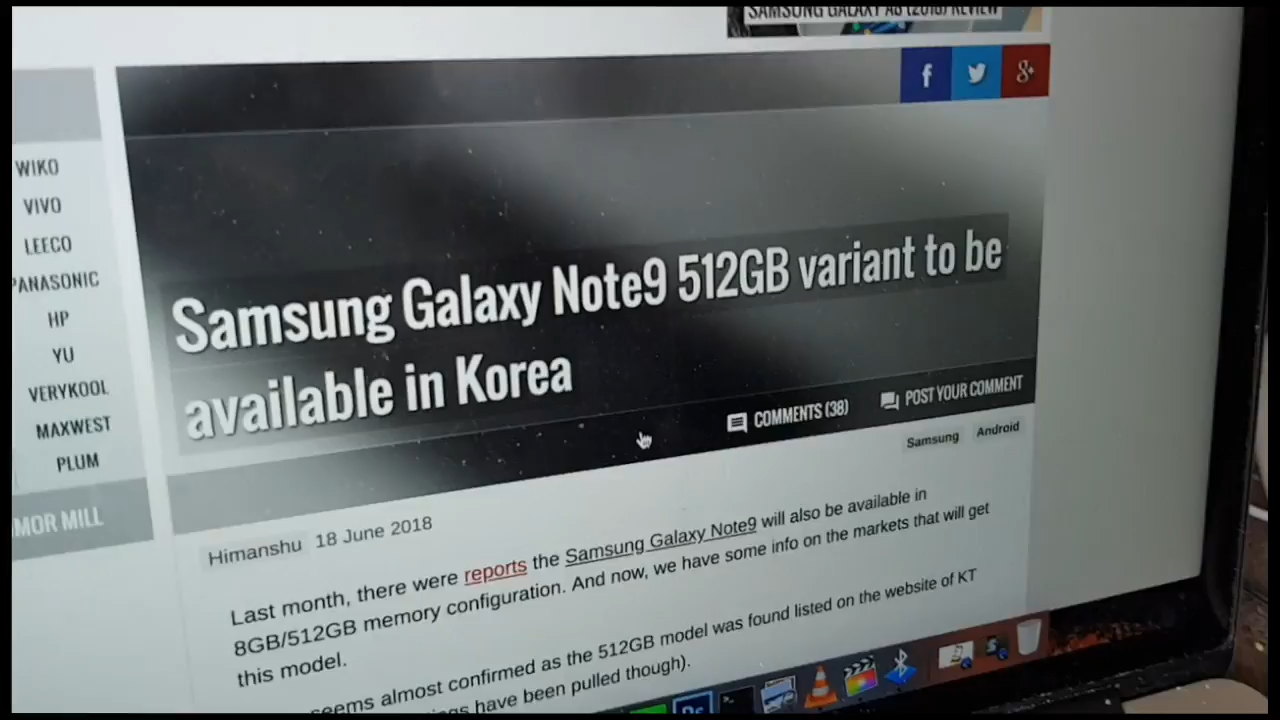 SAMSUNG GALAXY A8 (2018) REVIEW
f
8+
WIKO
VIVO
LEECO
PANASONIC
HP
YU
VERYKOOL
MAXWEST
PLUM
MOR MILL
Samsung Galaxy Note9 512GB variant to be
available in Korea
COMMENTS (38) POST YOUR COMMENT
Samsung Android
Himanshu 18 June 2018
Last month, there were reports the Samsung Galaxy Note9 will also be available in
8GB/512GB memory configuration. And now, we have some info on the markets that will get
this model.
seems almost confirmed as the 512GB model was found listed on the website of KT
have been pulled though).
Ps